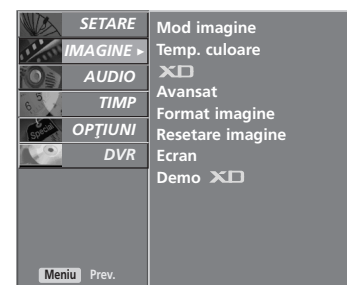 SETARE
IMAGINE ▸
AUDIO
TIMP
OPŢIUNI
DVR
Mod imagine
Temp. culoare
XD
Avansat
Format imagine
Resetare imagine
Ecran
Demo XD
Meniu Prev.